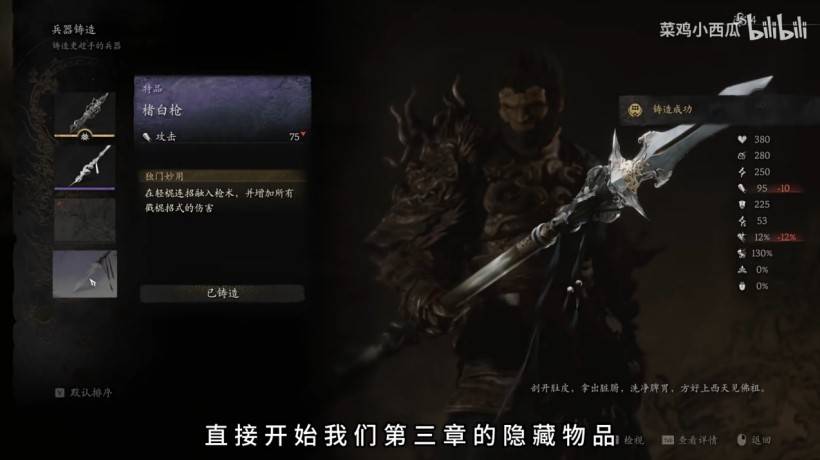 兵器铸造
铸造更趁手的兵器
菜鸡小西瓜 bilibili
特品
楮白枪
攻击 75
独门妙用
在轻棍连招融入枪术，并增加所有
戳棍招式的伤害
已铸造
铸造成功
380
280
250
95 -10
225
53
12% -12%
130%
0%
0%
剖开肚皮，拿出脏肠，洗净脾胃，方好上西天见佛祖。
默认排序
检视
查看详情
返回
直接开始我们第三章的隐藏物品